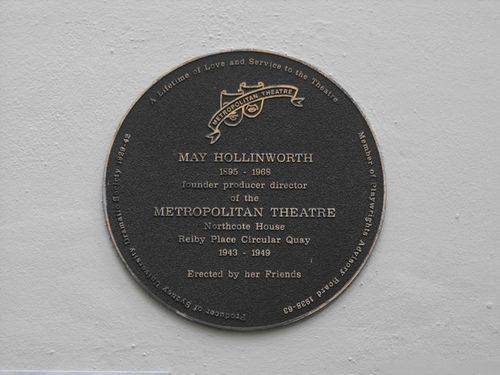 A Lifetime of Love and Service to the Theatre
METROPOLITAN THEATRE
MAY HOLLINWORTH
1895 - 1968
founder producer director
of the
METROPOLITAN THEATRE
Northcote House
Reiby Place Circular Quay
1943 - 1949
Erected by her Friends
Member of Playwrights Advisory Board 1938-63
Producer of Sydney University Dramatic Society 1929-43